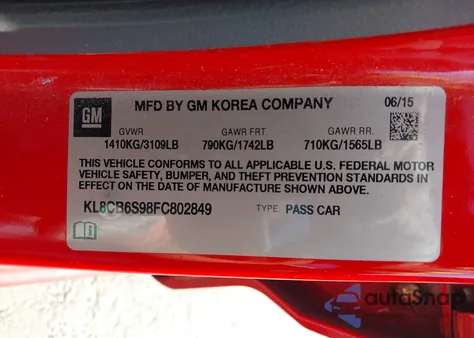 GM MFD BY GM KOREA COMPANY 06/15
GVWR GAWR FRT GAWR RR.
1410KG/3109LB 790KG/1742LB 710KG/1565LB
THIS VEHICLE CONFORMS TO ALL APPLICABLE U.S. FEDERAL MOTOR
VEHICLE SAFETY, BUMPER, AND THEFT PREVENTION STANDARDS IN
EFFECT ON THE DATE OF MANUFACTURE SHOWN ABOVE.
KL8CB6S98FC802849 TYPE: PASS CAR
autoSnap